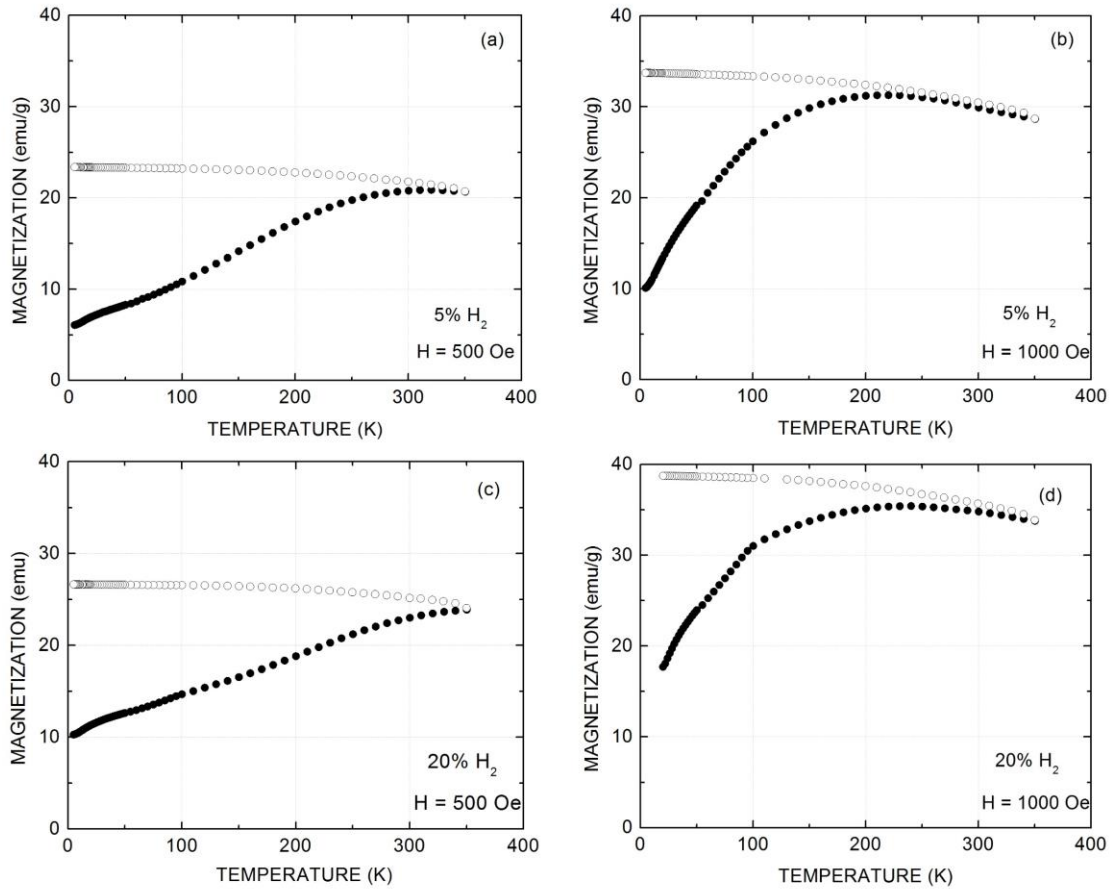 (a)
MAGNETIZATION (emu/g)
40
30
20
10
0
5% H₂
H = 500 Oe
0 100 200 300 400
TEMPERATURE (K)
(b)
MAGNETIZATION (emu/g)
40
30
20
10
0
5% H₂
H = 1000 Oe
0 100 200 300 400
TEMPERATURE (K)
(c)
MAGNETIZATION (emu)
40
30
20
10
0
20% H₂
H = 500 Oe
0 100 200 300 400
TEMPERATURE (K)
(d)
MAGNETIZATION (emu/g)
40
30
20
10
0
20% H₂
H = 1000 Oe
0 100 200 300 400
TEMPERATURE (K)